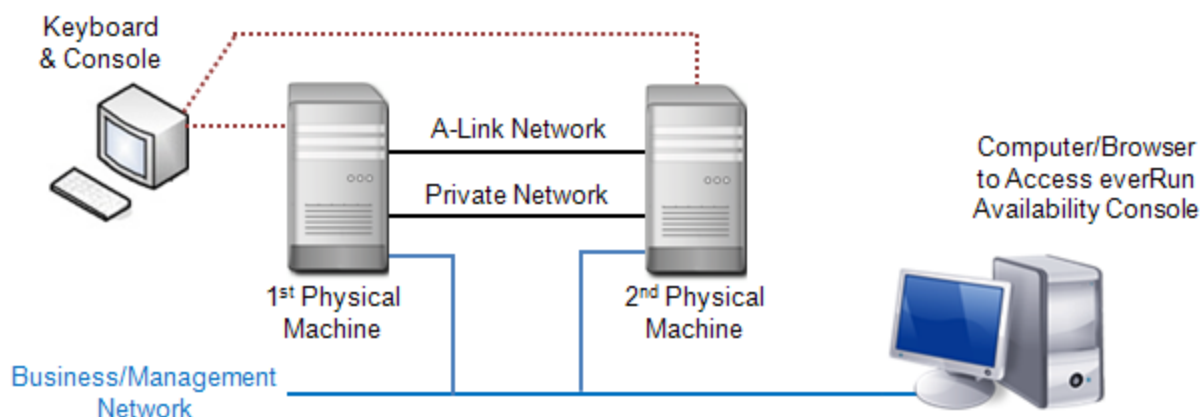 Keyboard
& Console
A-Link Network
Private Network
Computer/Browser
to Access everRun
Availability Console
1st Physical
Machine
2nd Physical
Machine
Business/Management
Network